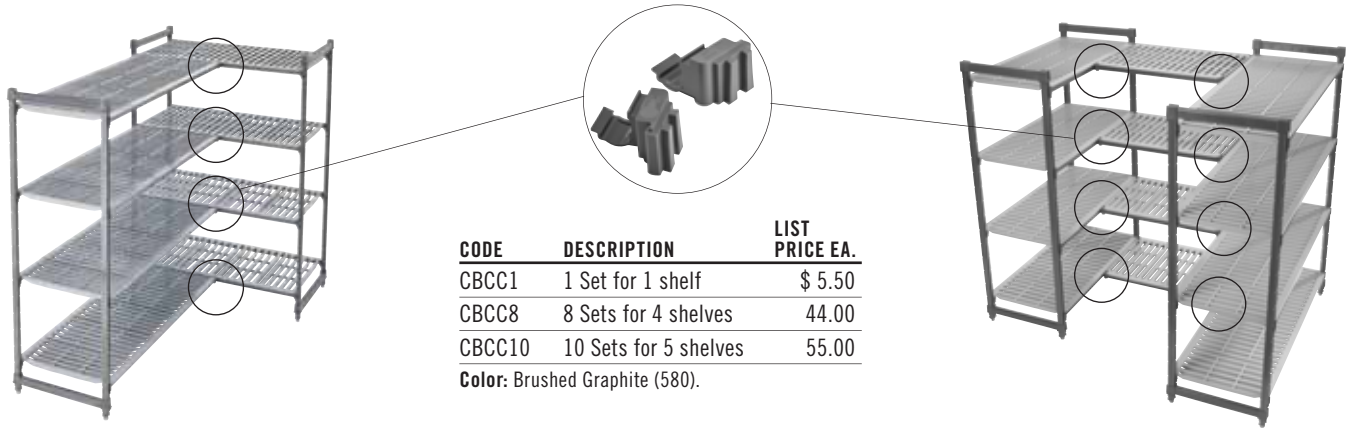 CODE DESCRIPTION LIST PRICE EA.
CBCC1 1 Set for 1 shelf $ 5.50
CBCC8 8 Sets for 4 shelves 44.00
CBCC10 10 Sets for 5 shelves 55.00
Color: Brushed Graphite (580).